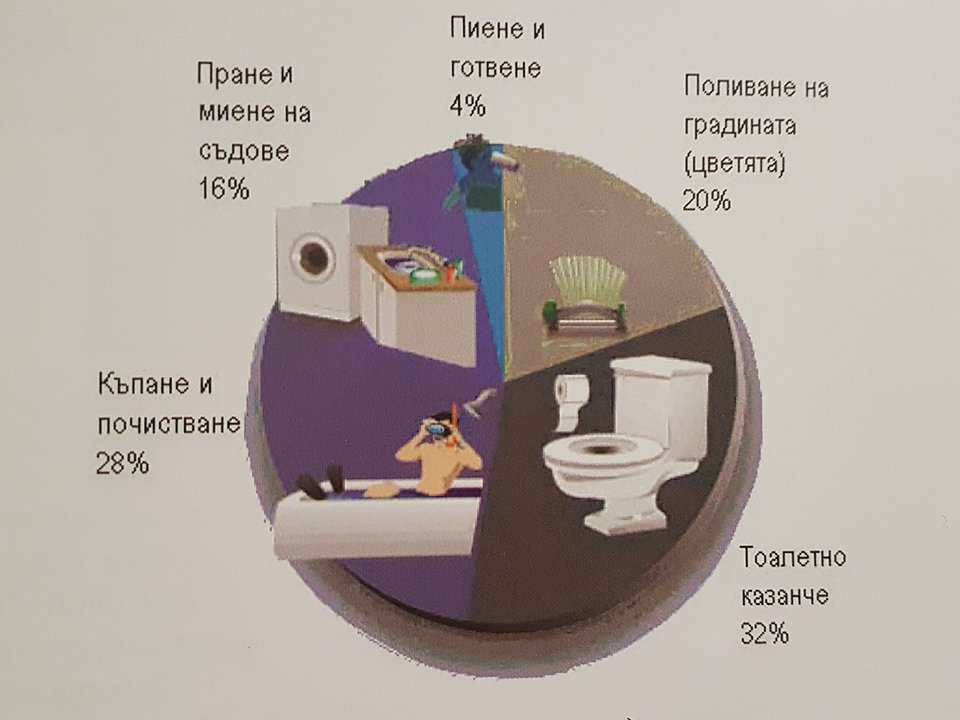 Пиене и
готвене
4%
Пране и
миене на
съдове
16%
Поливане на
градината
(цветята)
20%
Къпане и
почистване
28%
Тоалетно
казанче
32%